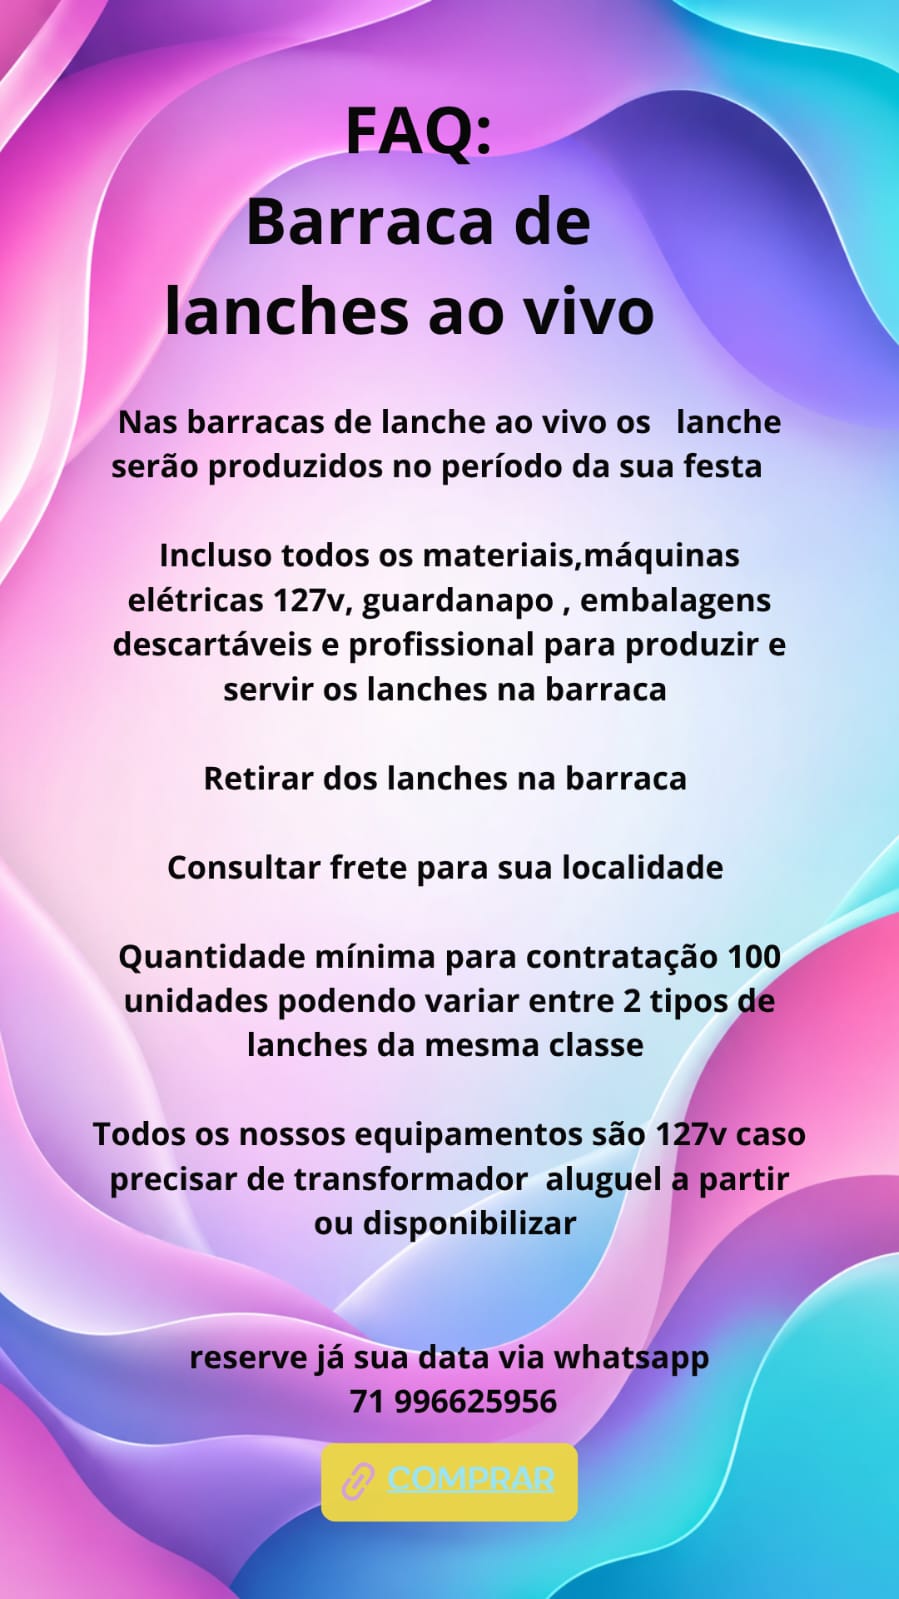 FAQ:
Barraca de
lanches ao vivo
Nas barracas de lanche ao vivo os lanche
serão produzidos no período da sua festa
Incluso todos os materiais,máquinas
elétricas 127v, guardanapo , embalagens
descartáveis e profissional para produzir e
servir os lanches na barraca
Retirar dos lanches na barraca
Consultar frete para sua localidade
Quantidade mínima para contratação 100
unidades podendo variar entre 2 tipos de
lanches da mesma classe
Todos os nossos equipamentos são 127v caso
precisar de transformador aluguel a partir
ou disponibilizar
reserve já sua data via whatsapp
71 996625956
COMPRAR